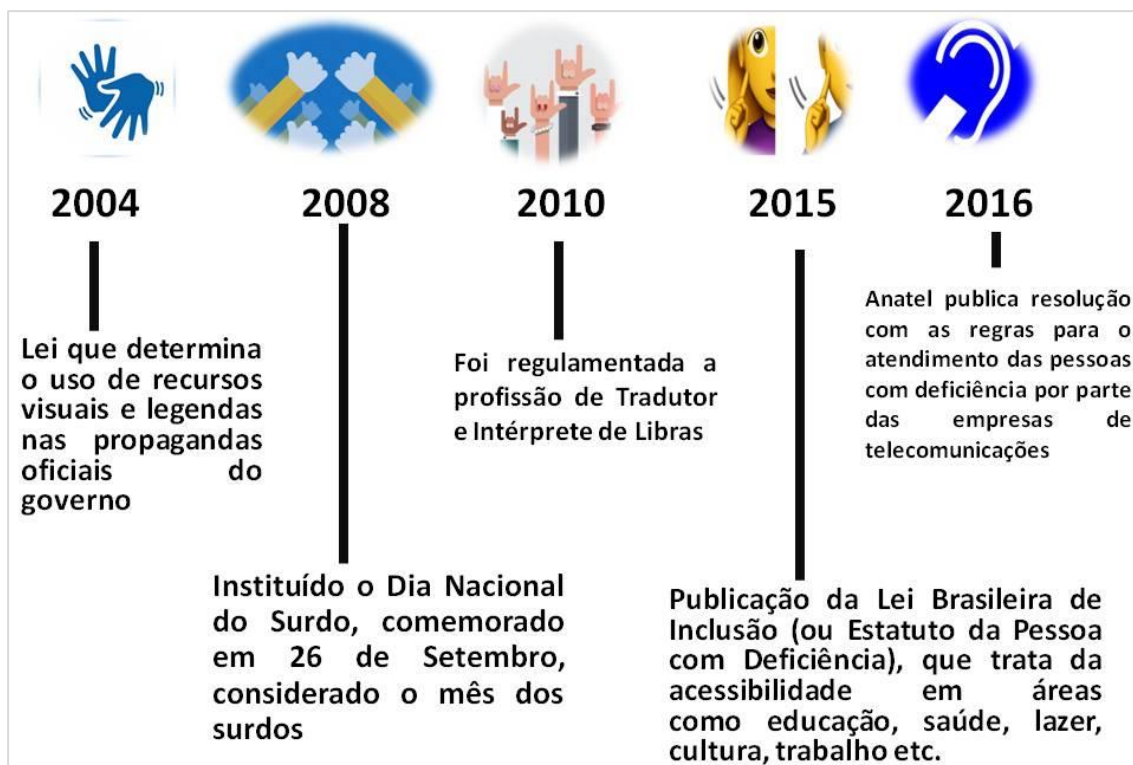 2004
Lei que determina
o uso de recursos
visuais e legendas
nas propagandas
oficiais do
governo
2008
Instituído o Dia Nacional
do Surdo, comemorado
em 26 de Setembro,
considerado o mês dos
surdos
2010
Foi regulamentada a
profissão de Tradutor
e Intérprete de Libras
2015
Publicação da Lei Brasileira de
Inclusão (ou Estatuto da Pessoa
com Deficiência), que trata da
acessibilidade em áreas
como educação, saúde, lazer,
cultura, trabalho etc.
2016
Anatel publica resolução
com as regras para o
atendimento das pessoas
com deficiência por parte
das empresas de
telecomunicações